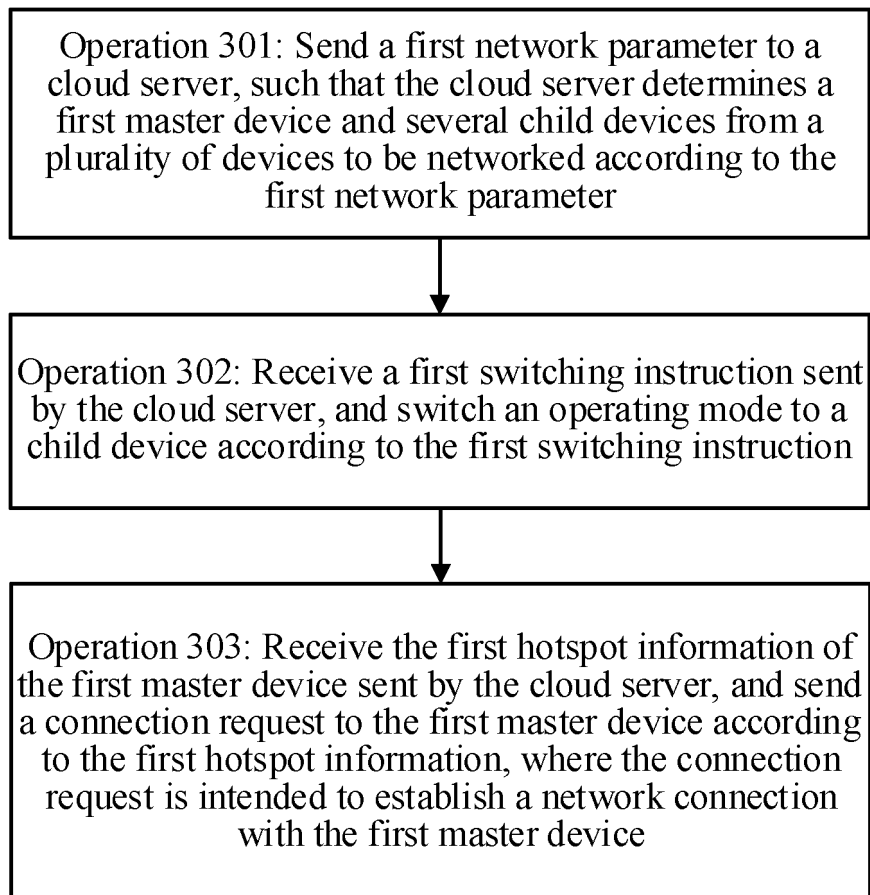 Operation 301: Send a first network parameter to a
cloud server, such that the cloud server determines a
first master device and several child devices from a
plurality of devices to be networked according to the
first network parameter
Operation 302: Receive a first switching instruction sent
by the cloud server, and switch an operating mode to a
child device according to the first switching instruction
Operation 303: Receive the first hotspot information of
the first master device sent by the cloud server, and send
a connection request to the first master device according
to the first hotspot information, where the connection
request is intended to establish a network connection
with the first master device